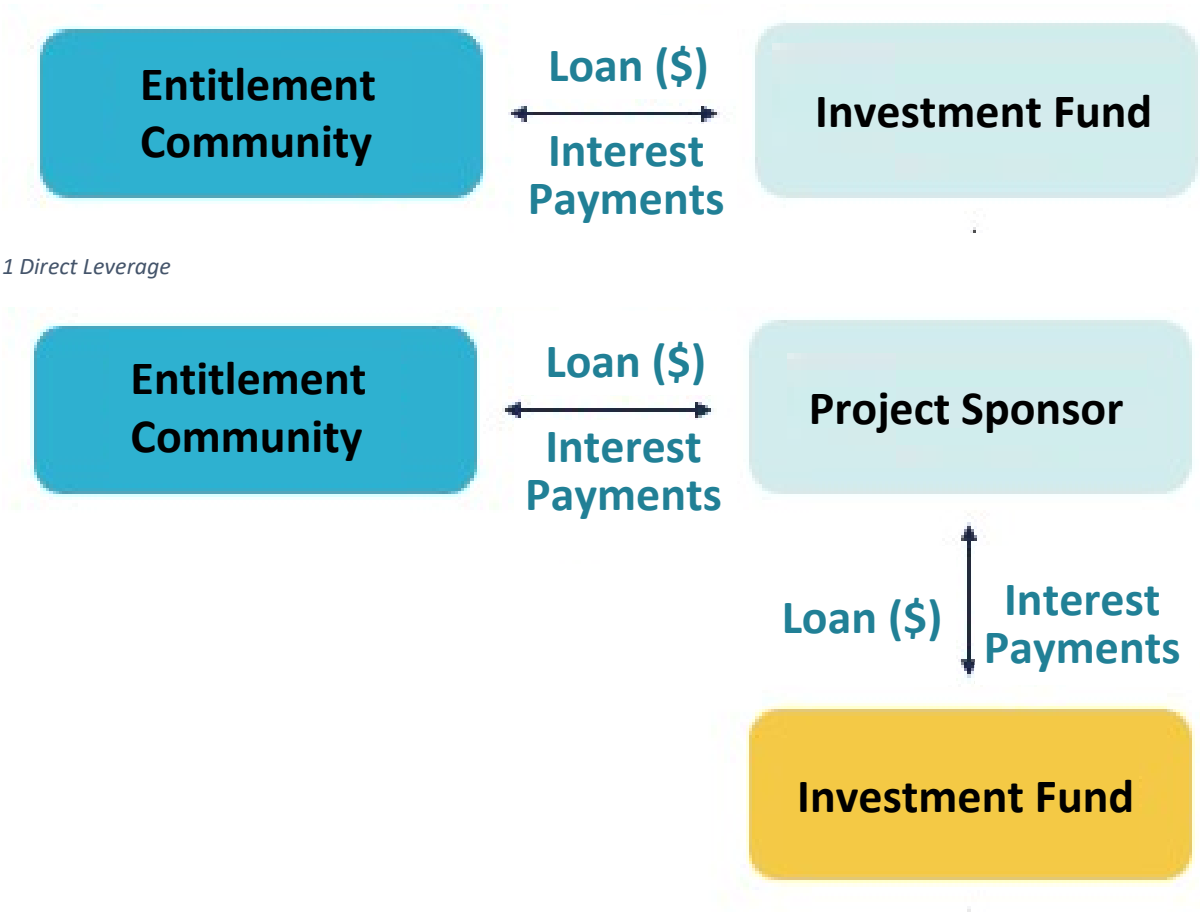 Entitlement
Community
Loan ($)
Interest
Payments
Investment Fund
1 Direct Leverage
Entitlement
Community
Loan ($)
Interest
Payments
Project Sponsor
Loan ($)
Interest
Payments
Investment Fund